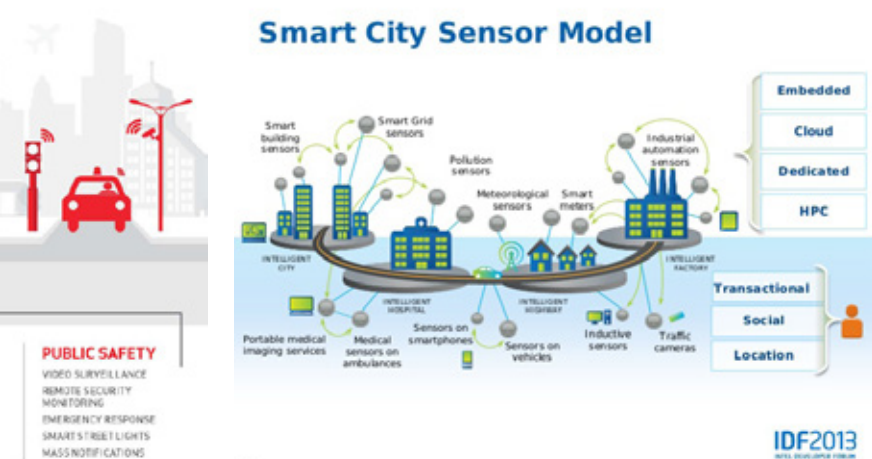 Smart City Sensor Model
Smart
building
sensors
Smart Grid
sensors
Pollution
sensors
Meteorological
sensors
Smart
meters
Industrial
automation
sensors
Embedded
Cloud
Dedicated
HPC
INTELLIGENT
CITY
INTELLIGENT
HOSPITAL
INTELLIGENT
HIGHWAY
INTELLIGENT
FACTORY
Portable medical
imaging services
Medical
sensors on
ambulances
Sensors on
smartphones
Sensors on
vehicles
Inductive
sensors
Traffic
cameras
Transactional
Social
Location
PUBLIC SAFETY
VIDEO SURVEILLANCE
REMOTE SECURITY
MONITORING
EMERGENCY RESPONSE
SMART STREET LIGHTS
MASS NOTIFICATIONS
IDF2013
INTEL DEVELOPER FORUM